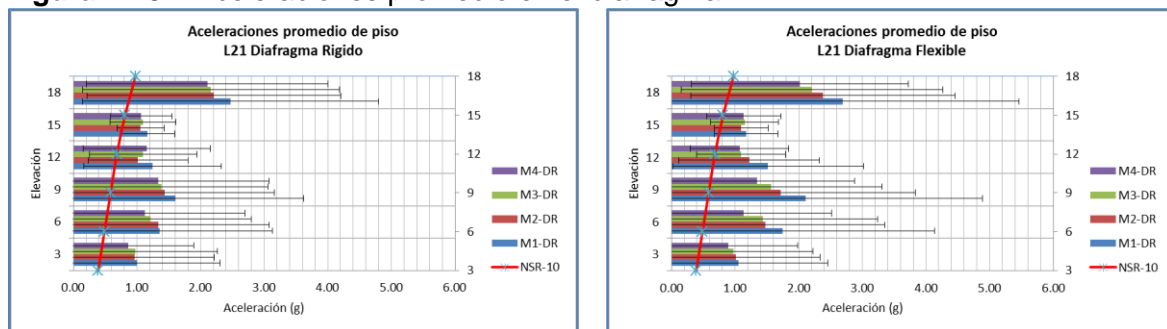 Aceleraciones promedio de piso
L21 Diafragma Rigido
18
15
12
9
6
3
Elevación
18
15
12
9
6
3
0.00 1.00 2.00 3.00 4.00 5.00 6.00
Aceleración (g)
M4-DR
M3-DR
M2-DR
M1-DR
NSR-10
Aceleraciones promedio de piso
L21 Diafragma Flexible
18
15
12
9
6
3
Elevación
18
15
12
9
6
3
0.00 1.00 2.00 3.00 4.00 5.00 6.00
Aceleración (g)
M4-DR
M3-DR
M2-DR
M1-DR
NSR-10